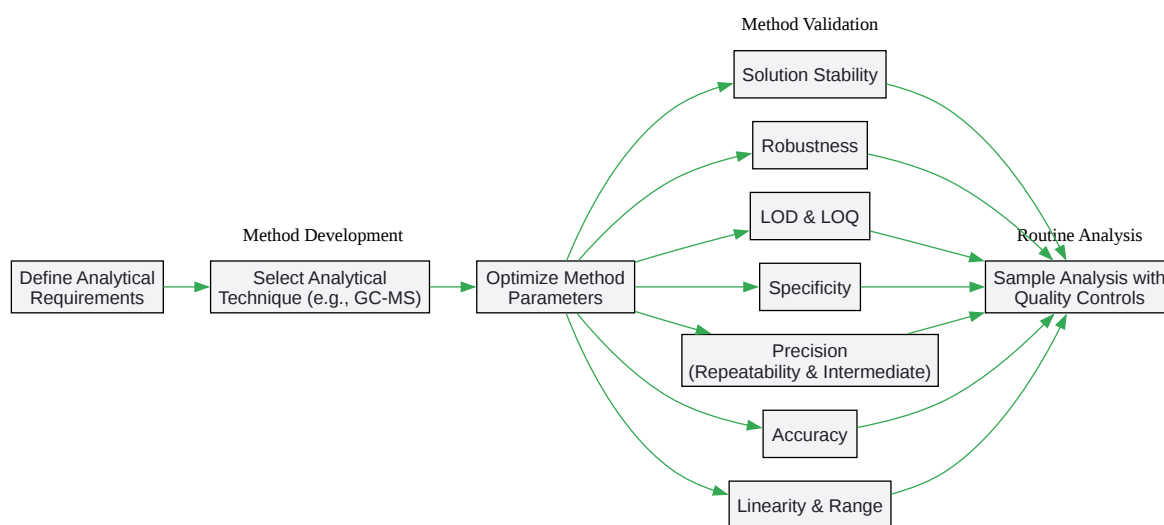 Method Validation
Solution Stability
Robustness
LOD & LOQ
Method Development
Routine Analysis
Define Analytical
Requirements
Select Analytical
Technique (e.g., GC-MS)
Optimize Method
Parameters
Specificity
Sample Analysis with
Quality Controls
Precision
(Repeatability & Intermediate)
Accuracy
Linearity & Range